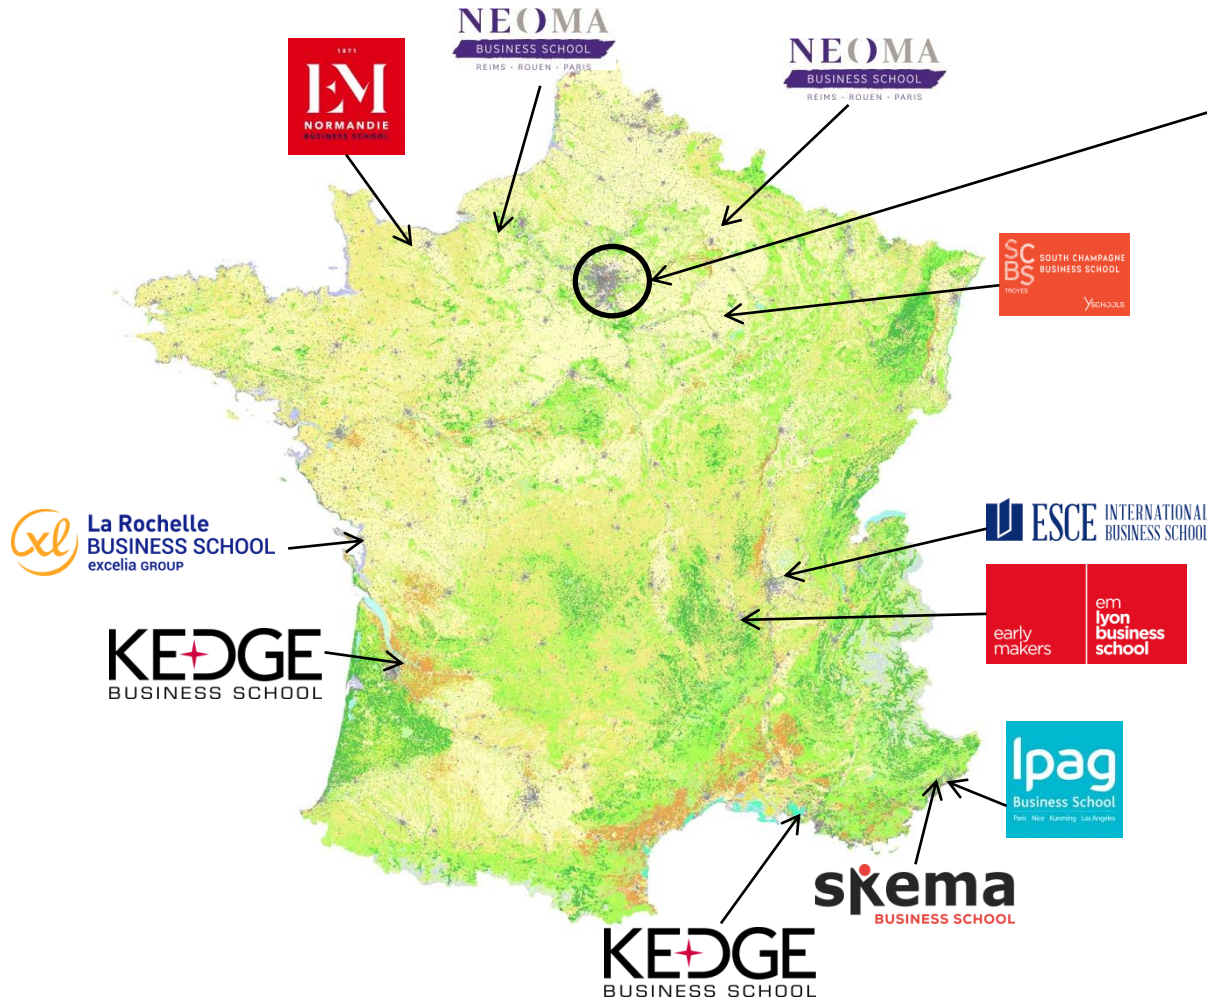 NEOMA
BUSINESS SCHOOL
REIMS - ROUEN - PARIS
1871
EM
NORMANDIE
BUSINESS SCHOOL
NEOMA
BUSINESS SCHOOL
REIMS - ROUEN - PARIS
SC
BS
TROYES
SOUTH CHAMPAGNE
BUSINESS SCHOOL
YSCHOOLS
xl
La Rochelle
BUSINESS SCHOOL
excelia GROUP
ESCE
INTERNATIONAL
BUSINESS SCHOOL
early
makers
em
lyon
business
school
KEDGE
BUSINESS SCHOOL
Ipag
Business School
Paris Nice Kunming Los Angeles
skema
BUSINESS SCHOOL
KEDGE
BUSINESS SCHOOL